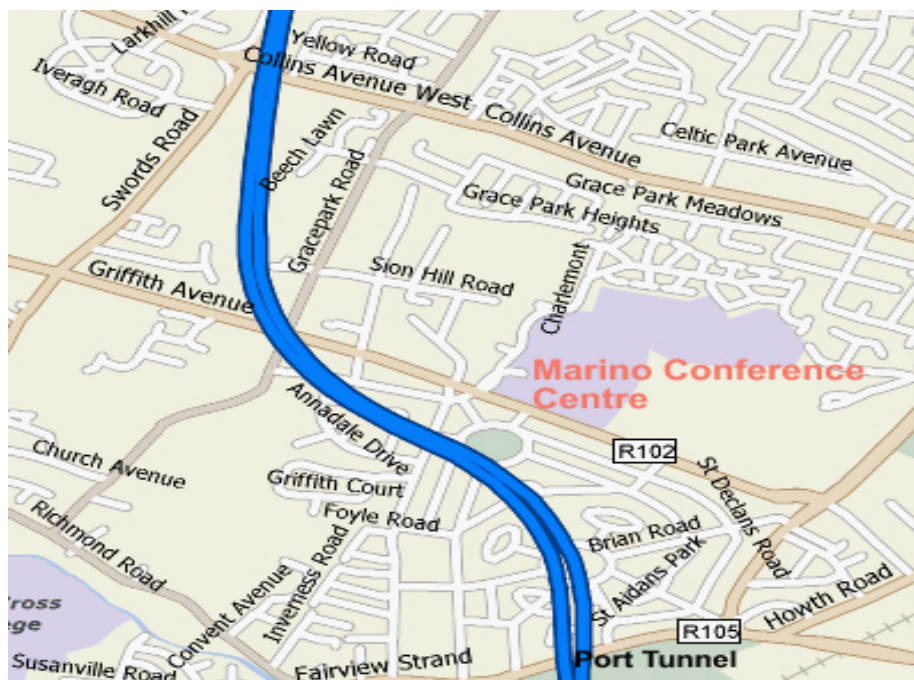 Larkhill
Yellow Road
Iveragh Road
Collins Avenue West
Collins Avenue
Celtic Park Avenue
Swords Road
Beech Lawn
Gracepark Road
Grace Park Meadows
Grace Park Heights
Griffith Avenue
Sion Hill Road
Charlemont
Marino Conference
Centre
Annadale Drive
R102
St Declans Road
Church Avenue
Griffith Court
Foyle Road
Richmond Road
Inverness Road
Brian Road
St Aidans Park
Convent Avenue
Howth Road
R105
Susanville Road
Fairview Strand
Port Tunnel